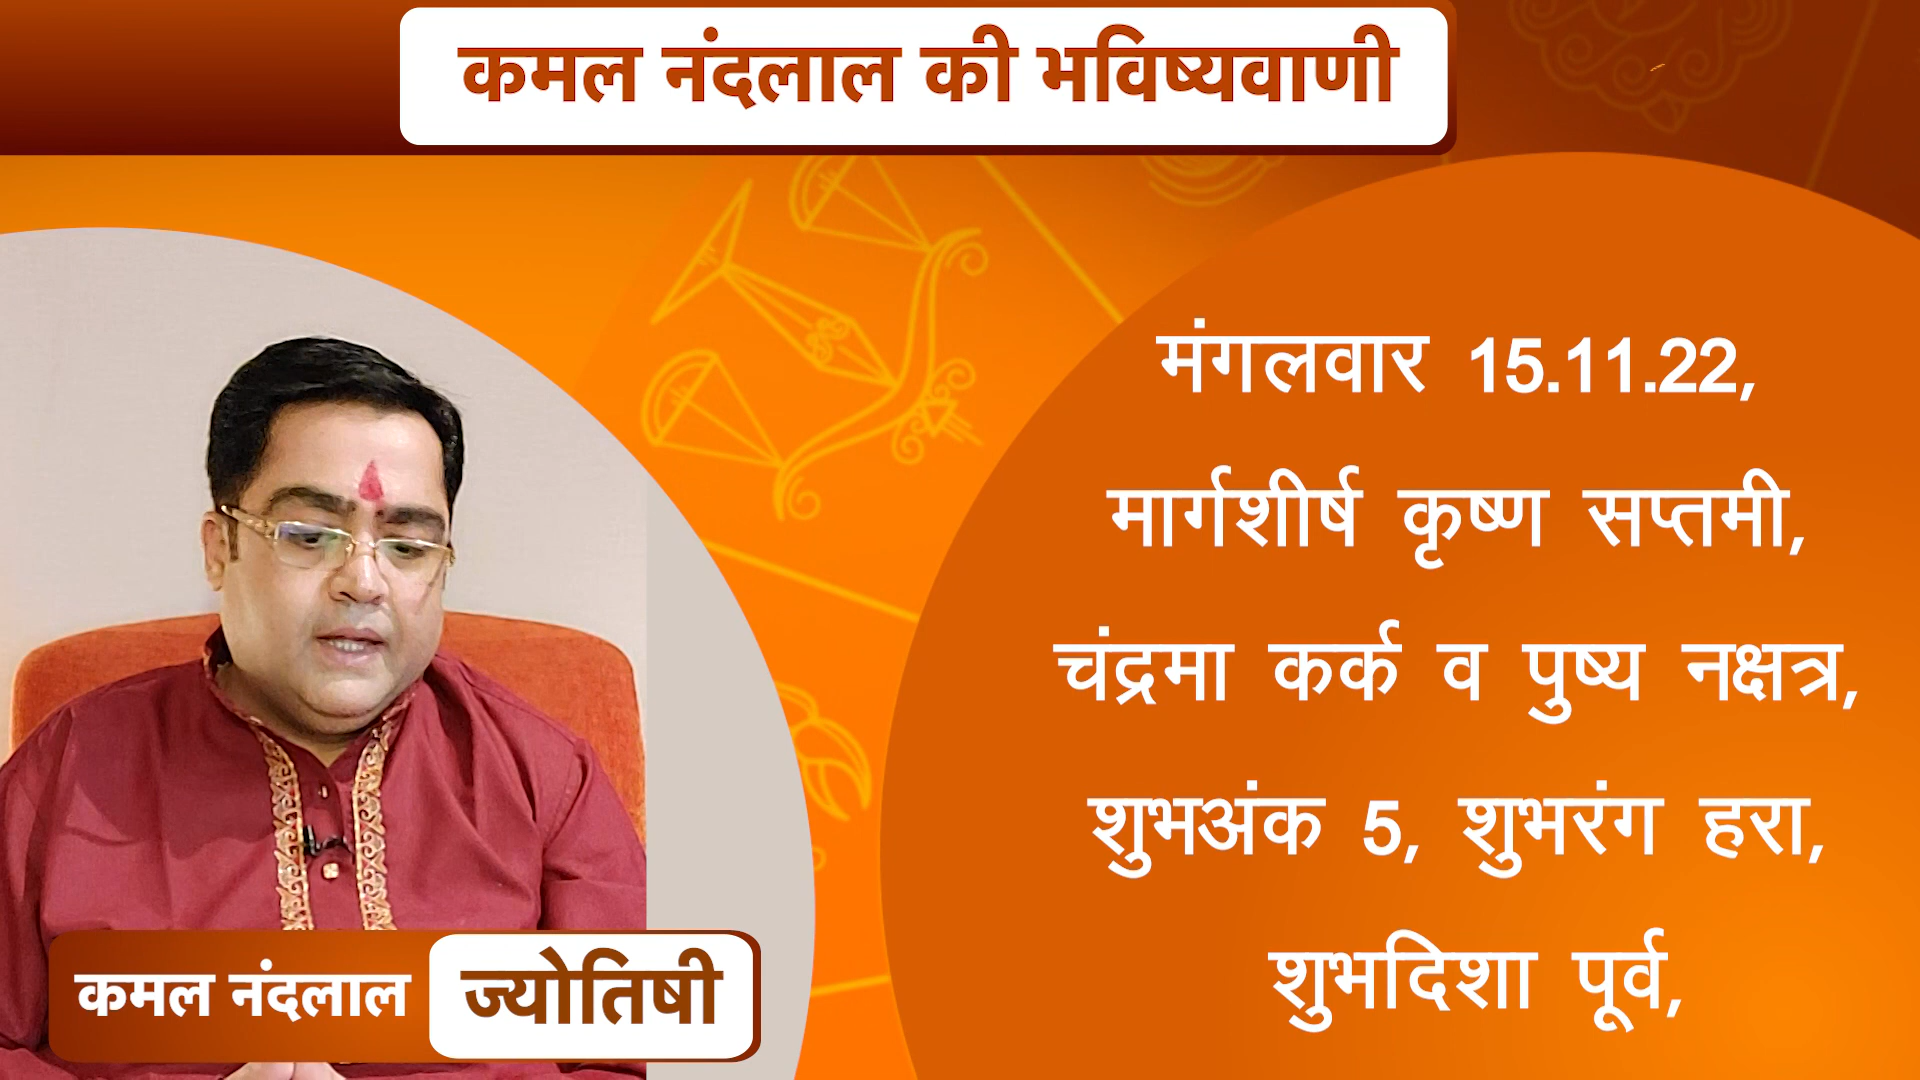 कमल नंदलाल की भविष्यवाणी
मंगलवार 15.11.22,
मार्गशीर्ष कृष्ण सप्तमी,
चंद्रमा कर्क व पुष्य नक्षत्र,
शुभअंक 5, शुभरंग हरा,
शुभदिशा पूर्व,
कमल नंदलाल ज्योतिषी